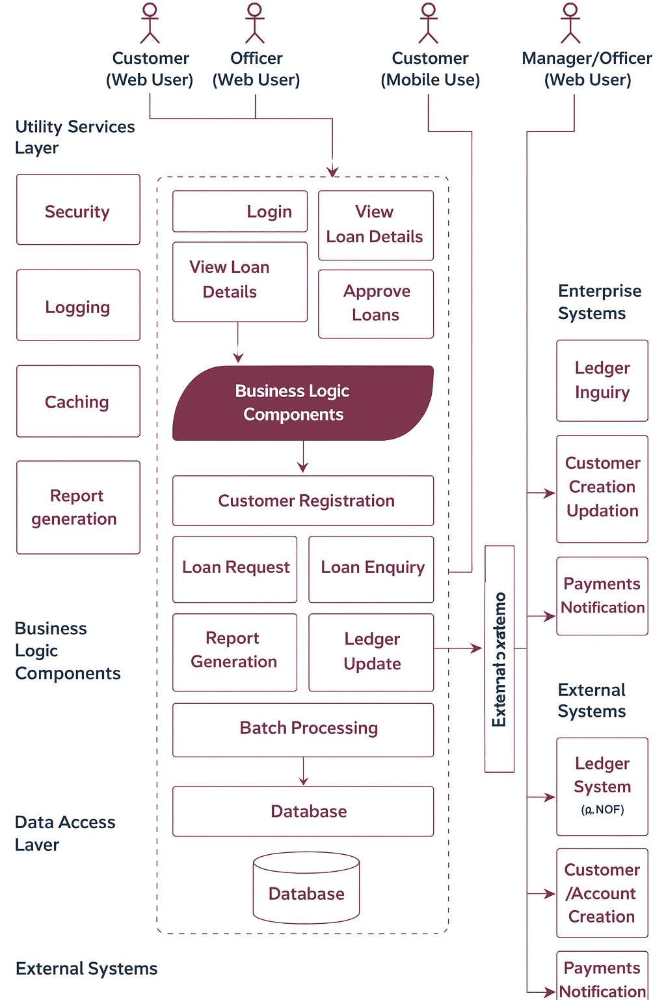 Customer
(Web User)
Officer
(Web User)
Customer
(Mobile Use)
Manager/Officer
(Web User)
Utility Services
Layer
Security
Logging
Caching
Report
generation
Login
View
Loan Details
View Loan
Details
Approve
Loans
Business Logic
Components
Customer Registration
Loan Request
Loan Enquiry
Report
Generation
Ledger
Update
Batch Processing
Database
Database
Business
Logic
Components
Data Access
Laver
External Systems
Enterprise
Systems
Ledger
Inguiry
Customer
Creation
Updation
Payments
Notification
External
Systems
Ledger
System
NOF)
Customer
/Account
Creation
Payments
Notification